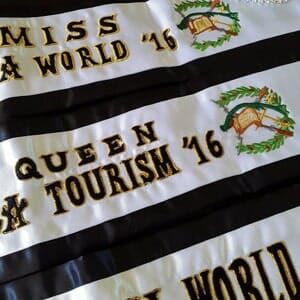 MISS
A WORLD '16
QUEEN
A TOURISM '16
WORLD